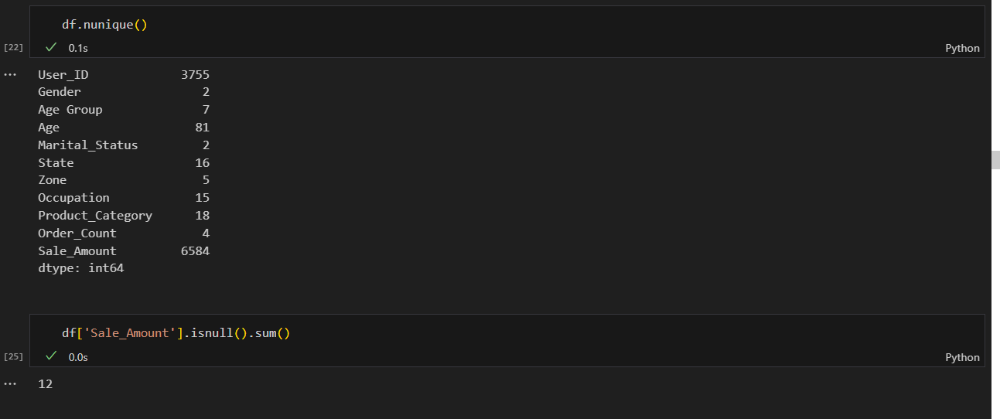 df.nunique()
[22]
0.1s
Python
User_ID 3755
Gender 2
Age Group 7
Age 81
Marital_Status 2
State 16
Zone 5
Occupation 15
Product_Category 18
Order_Count 4
Sale_Amount 6584
dtype: int64
df['Sale_Amount'].isnull().sum()
[25]
0.0s
Python
12